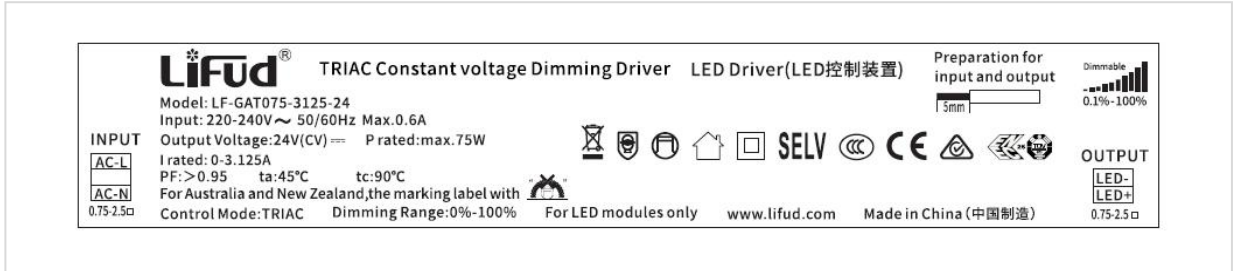 Lifud®
TRIAC Constant voltage Dimming Driver LED Driver(LED控制装置)
Preparation for
input and output
5mm
Dimmable
0.1%-100%
Model: LF-GAT075-3125-24
Input: 220-240V～ 50/60Hz Max.0.6A
Output Voltage:24V(CV)⎓ P rated:max.75W
I rated: 0-3.125A
PF:＞0.95 ta:45°C tc:90°C
For Australia and New Zealand,the marking label with
Control Mode:TRIAC Dimming Range:0%-100% For LED modules only www.lifud.com Made in China (中国制造)
INPUT
AC-L
AC-N
0.75-2.5□
SELV
CCC
CE
OUTPUT
LED-
LED+
0.75-2.5□